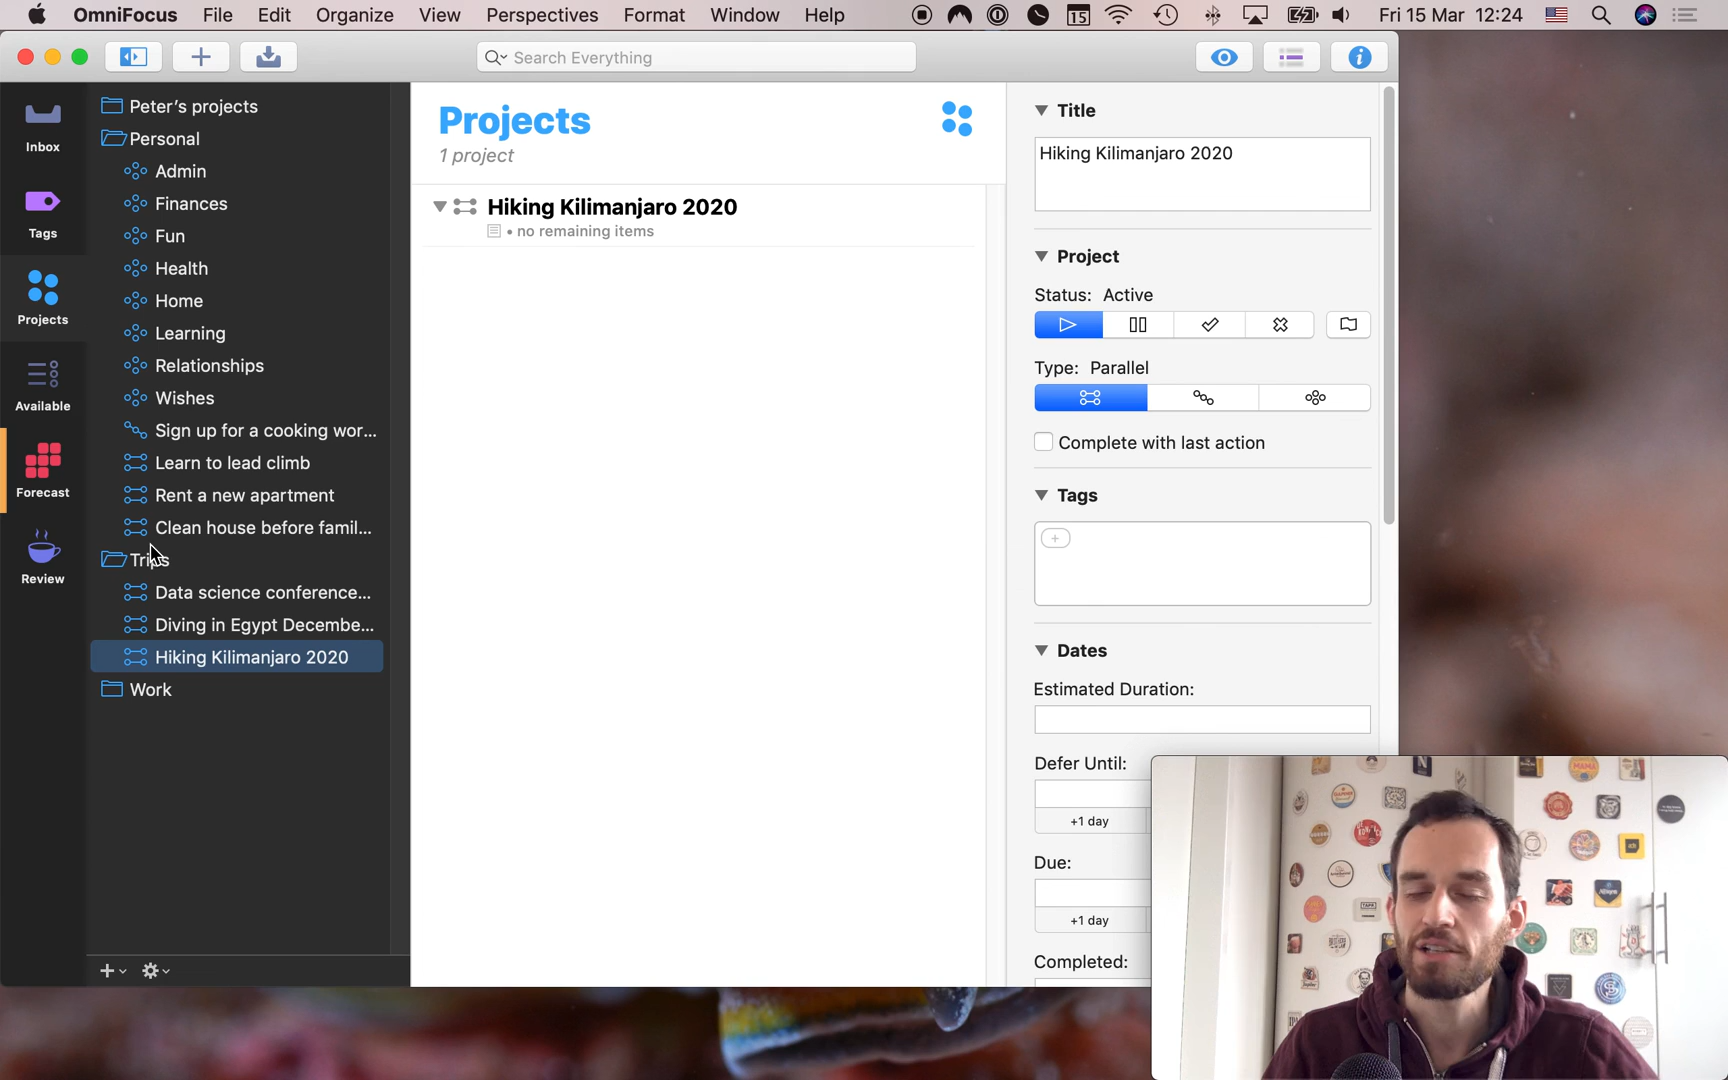 OmniFocus File Edit Organize View Perspectives Format Window Help 15 Fri 15 Mar 12:24
Search Everything
Inbox
Tags
Projects
Available
Forecast
Review
Peter's projects
Personal
Admin
Finances
Fun
Health
Home
Learning
Relationships
Wishes
Sign up for a cooking wor...
Learn to lead climb
Rent a new apartment
Clean house before famil...
Trips
Data science conference...
Diving in Egypt Decembe...
Hiking Kilimanjaro 2020
Work
Projects
1 project
Hiking Kilimanjaro 2020
• no remaining items
Title
Hiking Kilimanjaro 2020
Project
Status: Active
Type: Parallel
Complete with last action
Tags
Dates
Estimated Duration:
Defer Until:
+1 day
Due:
+1 day
Completed: